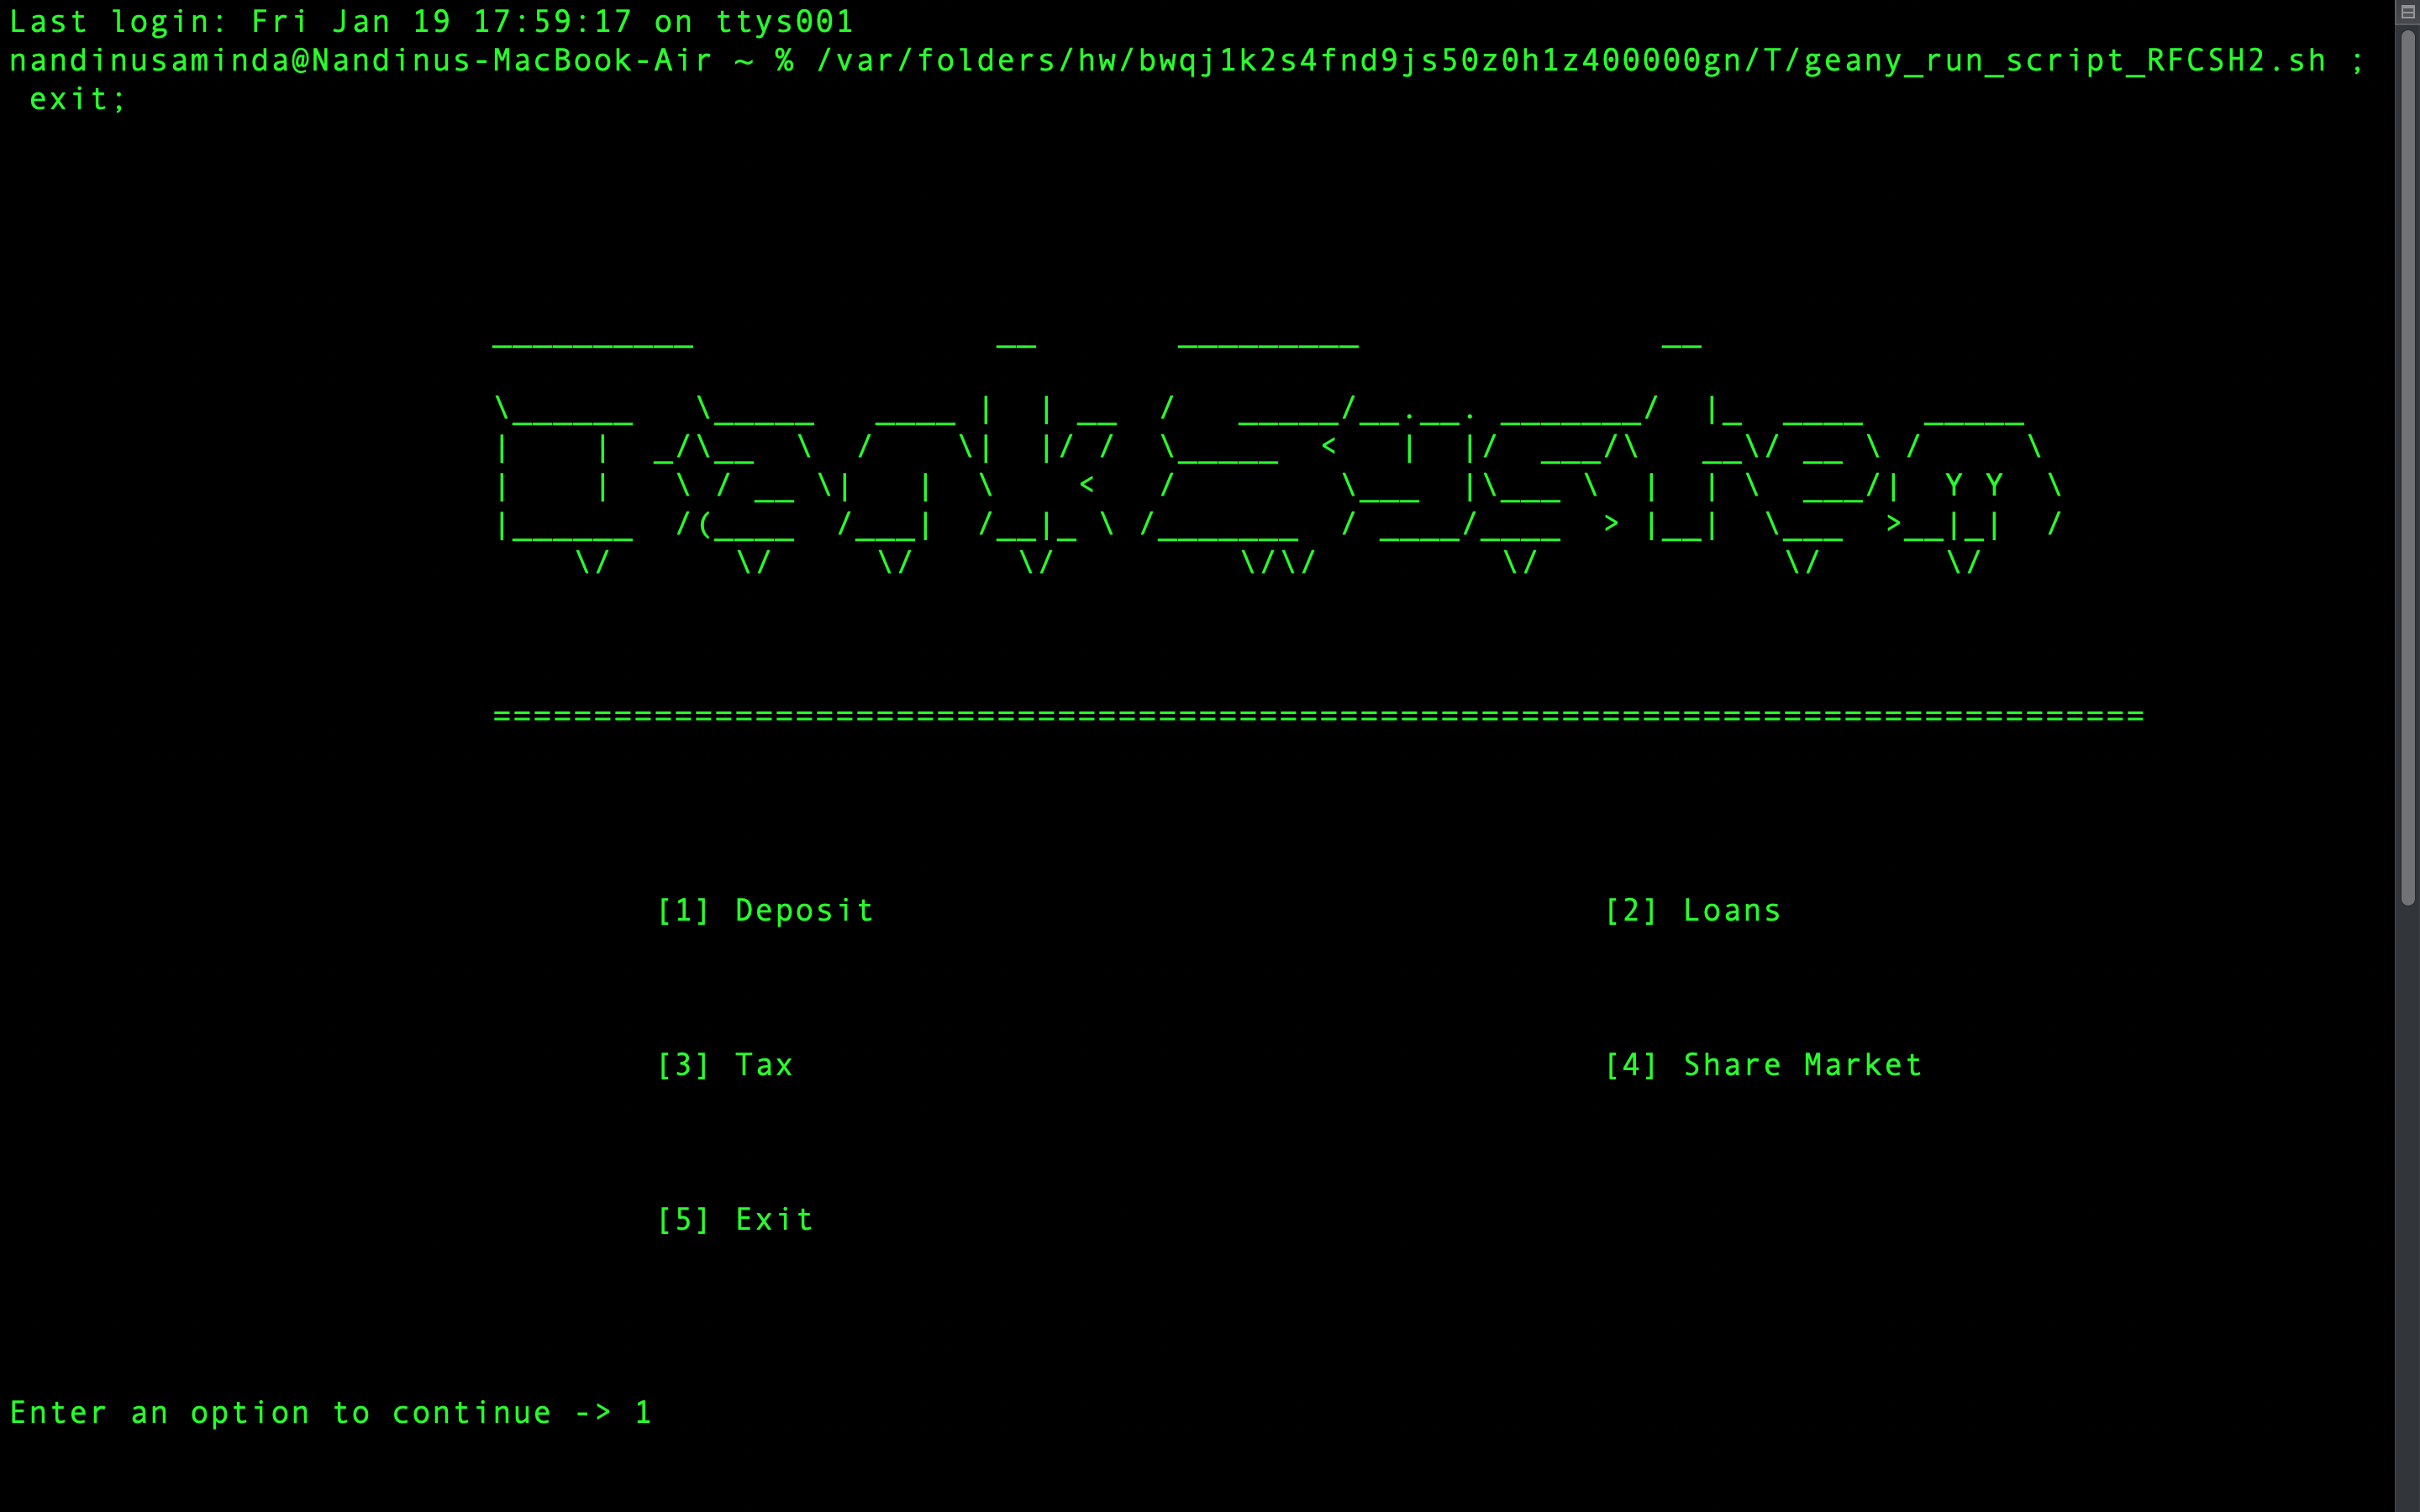 Last login: Fri Jan 19 17:59:17 on ttys001
nandinusaminda@Nandinus-MacBook-Air ~ % /var/folders/hw/bwqj1k2s4fnd9js50z0h1z400000gn/T/geany_run_script_RFCSH2.sh ;
 exit;
Bank System
==================================================================================
[1] Deposit [2] Loans
[3] Tax [4] Share Market
[5] Exit
Enter an option to continue -> 1